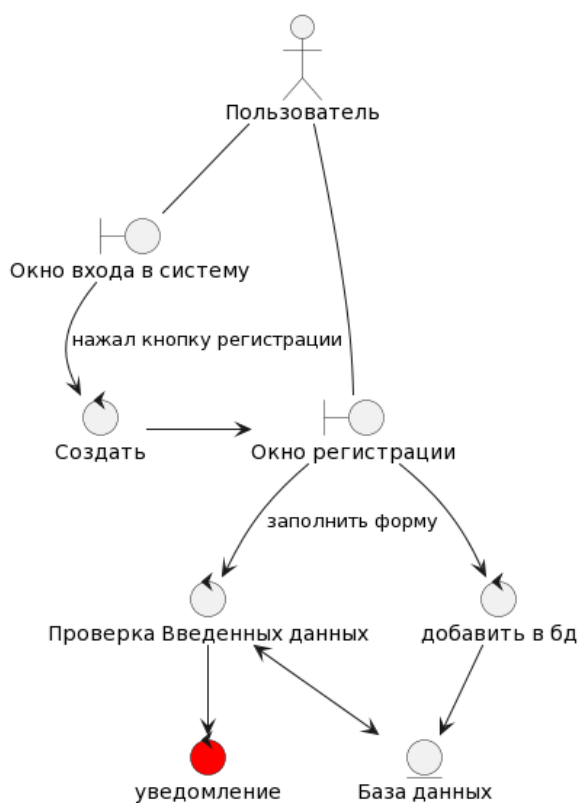 Пользователь
Окно входа в систему
нажал кнопку регистрации
Создать
Окно регистрации
заполнить форму
Проверка Введенных данных
добавить в бд
уведомление
База данных